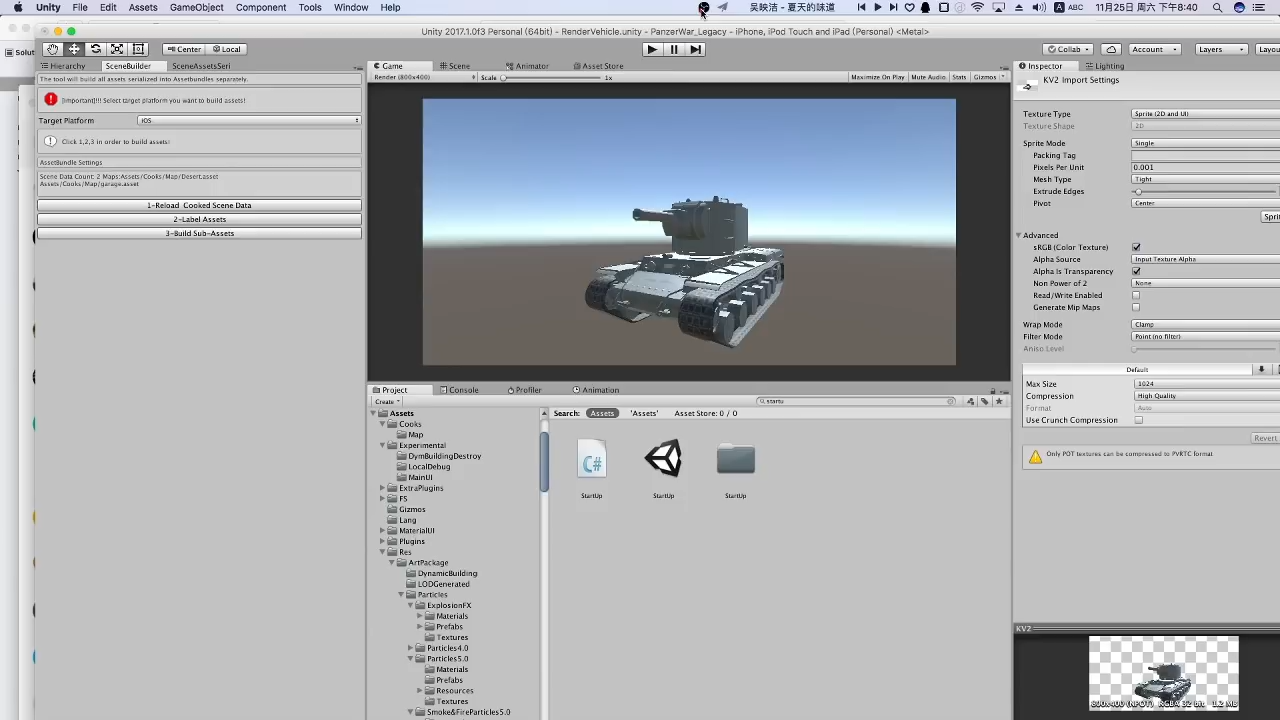 Unity File Edit Assets GameObject Component Tools Window Help 吴映洁 - 夏天的味道 ABC 11月25日 周六 下午8:40
Unity 2017.1.0f3 Personal (64bit) - RenderVehicle.unity - PanzerWar_Legacy - iPhone, iPod Touch and iPad (Personal) <Metal>
Solut
Center Local Collab Account Layers Layou
Hierarchy SceneBuilder SceneAssetsSeri
The tool will build all assets serialized into Assetbundles separately.
[Important]!!! Select target platform you want to build assets!
Target Platform iOS
Click 1,2,3 in order to build assets!
AssetBundle Settings
Scene Data Count: 2 Maps:Assets/Cooks/Map/Desert.asset
Assets/Cooks/Map/garage.asset
1-Reload Cooked Scene Data
2-Label Assets
3-Build Sub-Assets
Game Scene Animator Asset Store
Render (800x400) Scale 1x Maximize On Play Mute Audio Stats Gizmos
Project Console Profiler Animation
Create startu
Assets
Cooks
Map
Experimental
DymBuildingDestroy
LocalDebug
MainUI
ExtraPlugins
FS
Gizmos
Lang
MaterialUI
Plugins
Res
ArtPackage
DynamicBuilding
LODGenerated
Particles
ExplosionFX
Materials
Prefabs
Textures
Particles4.0
Particles5.0
Materials
Prefabs
Resources
Textures
Smoke&FireParticles5.0
Search: Assets 'Assets' Asset Store: 0 / 0
C#
StartUp StartUp StartUp
Inspector Lighting
KV2 Import Settings
Texture Type Sprite (2D and UI)
Texture Shape 2D
Sprite Mode Single
Packing Tag
Pixels Per Unit 0.001
Mesh Type Tight
Extrude Edges
Pivot Center
Sprit
Advanced
sRGB (Color Texture)
Alpha Source Input Texture Alpha
Alpha Is Transparency
Non Power of 2 None
Read/Write Enabled
Generate Mip Maps
Wrap Mode Clamp
Filter Mode Point (no filter)
Aniso Level
Default
Max Size 1024
Compression High Quality
Format Auto
Use Crunch Compression
Revert
Only POT textures can be compressed to PVRTC format
KV2
800x400 (NPOT) RGBA 32 bit 1.2 MB